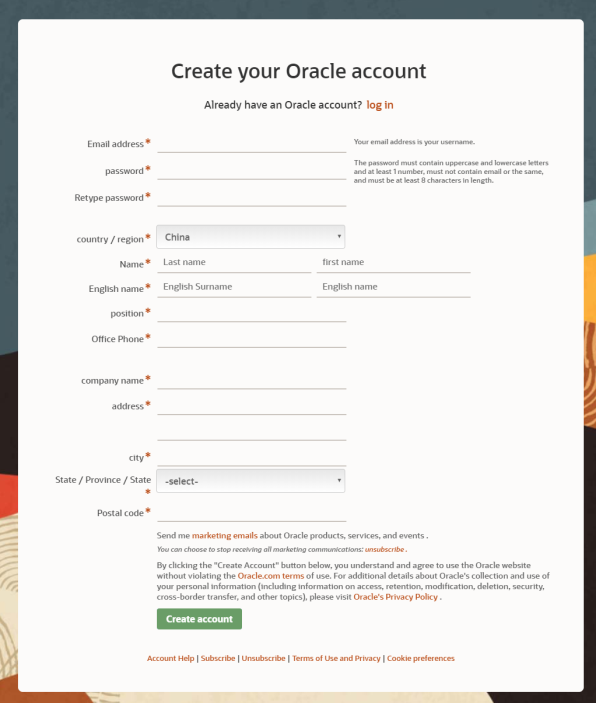 Create your Oracle account
Already have an Oracle account? log in
Email address *
Your email address is your username.
password *
The password must contain uppercase and lowercase letters
and at least 1 number, must not contain email or the same,
and must be at least 8 characters in length.
Retype password *
country / region * China
Name * Last name first name
English name * English Surname English name
position *
Office Phone *
company name *
address *
city *
State / Province / State
* -select-
Postal code *
Send me marketing emails about Oracle products, services, and events .
You can choose to stop receiving all marketing communications: unsubscribe .
By clicking the "Create Account" button below, you understand and agree to use the Oracle website
without violating the Oracle.com terms of use. For additional details about Oracle's collection and use of
your personal information (including information on access, retention, modification, deletion, security,
cross-border transfer, and other topics), please visit Oracle's Privacy Policy .
Create account
Account Help | Subscribe | Unsubscribe | Terms of Use and Privacy | Cookie preferences